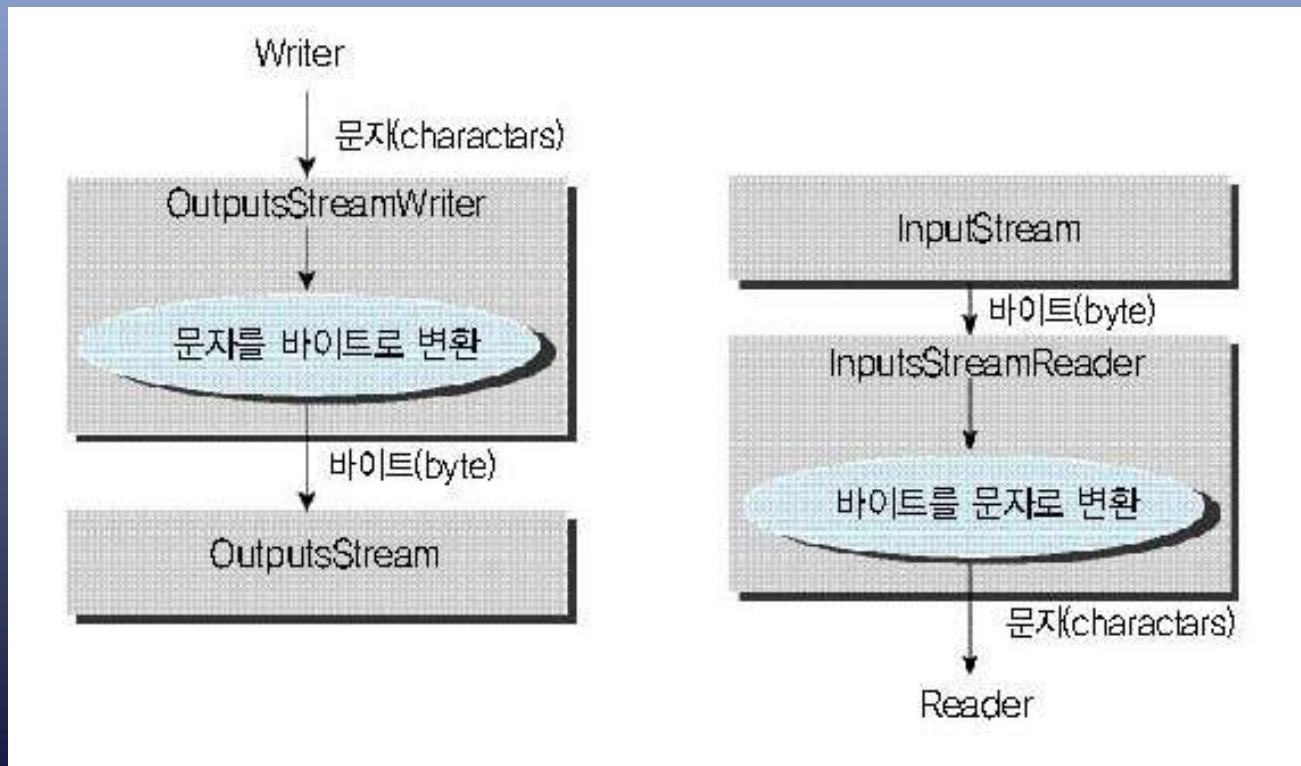 Writer
문자(charactars)
OutputsStreamWriter
문자를 바이트로 변환
바이트(byte)
OutputsStream
InputStream
바이트(byte)
InputsStreamReader
바이트를 문자로 변환
문자(charactars)
Reader